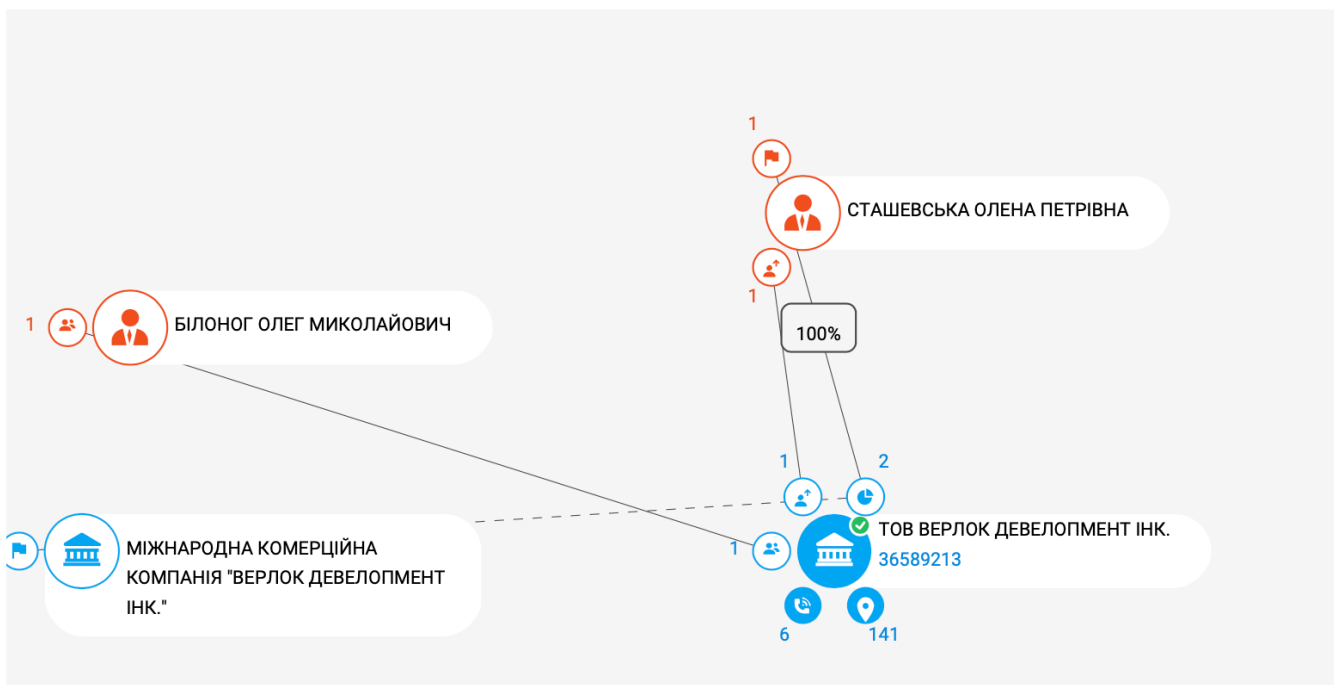 1
СТАШЕВСЬКА ОЛЕНА ПЕТРІВНА
1
1
БІЛОНОГ ОЛЕГ МИКОЛАЙОВИЧ
100%
1
2
МІЖНАРОДНА КОМЕРЦІЙНА
КОМПАНІЯ "ВЕРЛОК ДЕВЕЛОПМЕНТ
ІНК."
1
ТОВ ВЕРЛОК ДЕВЕЛОПМЕНТ ІНК.
36589213
6
141